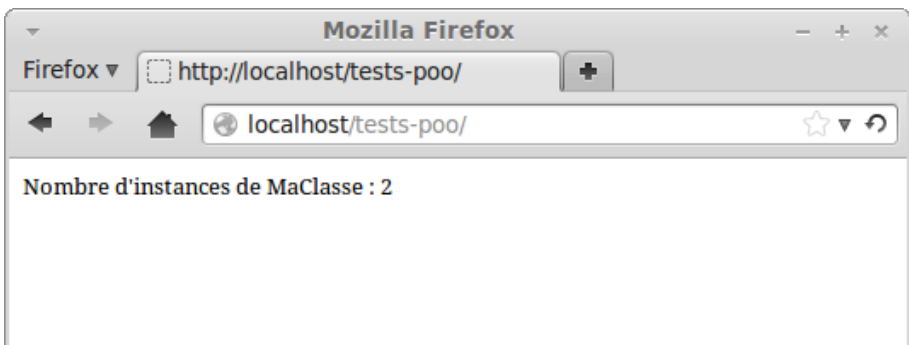 Mozilla Firefox
Firefox
http://localhost/tests-poo/
localhost/tests-poo/
Nombre d'instances de MaClasse : 2